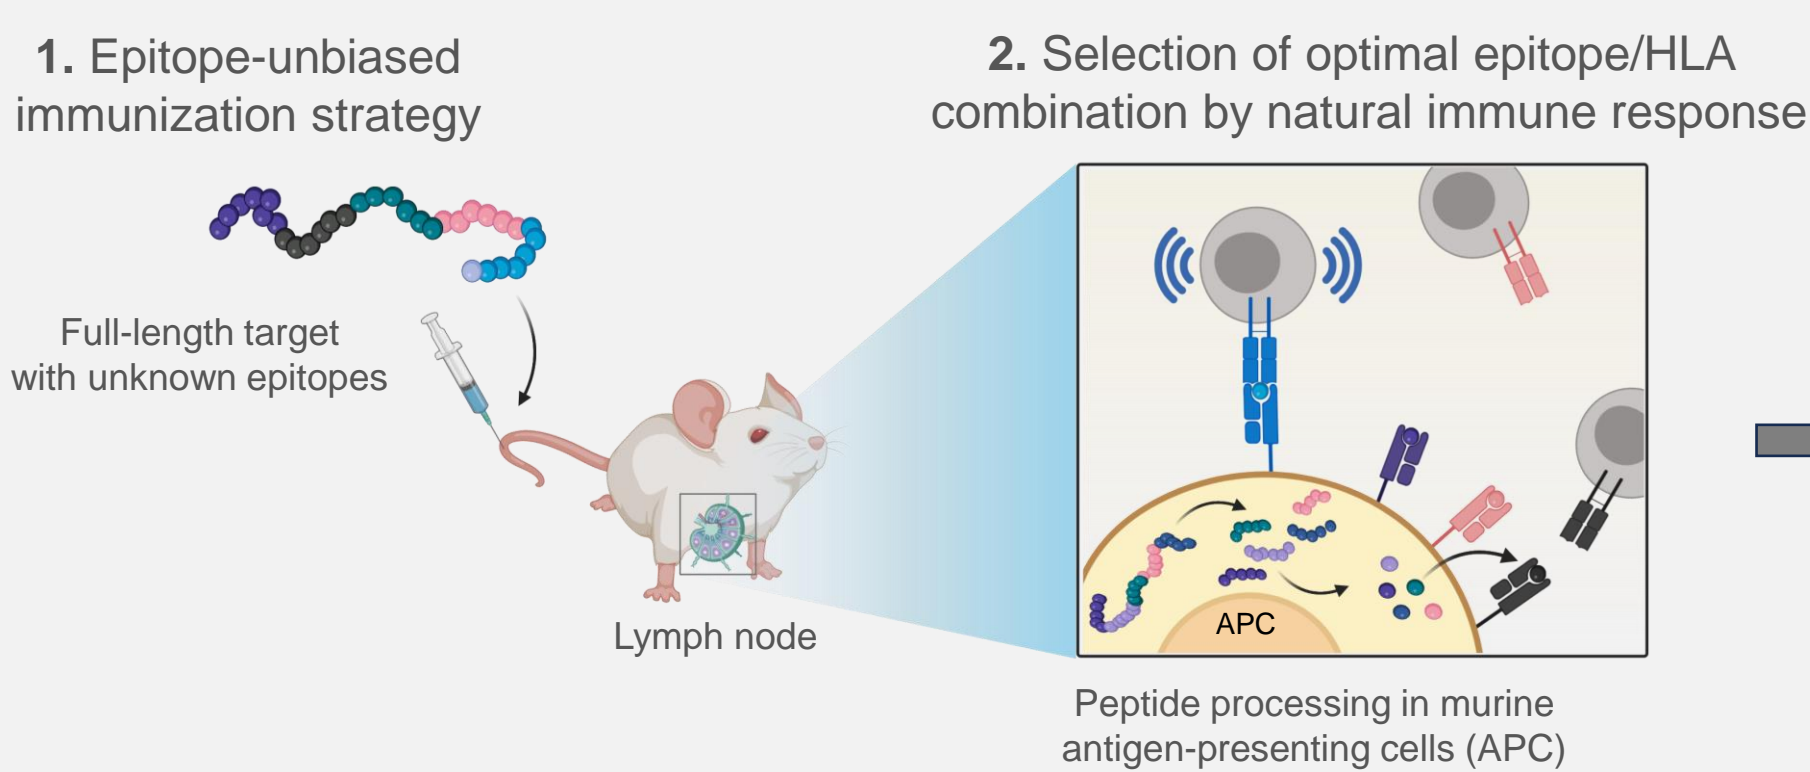 1. Epitope-unbiased
immunization strategy
Full-length target
with unknown epitopes
Lymph node
2. Selection of optimal epitope/HLA
combination by natural immune response
APC
Peptide processing in murine
antigen-presenting cells (APC)